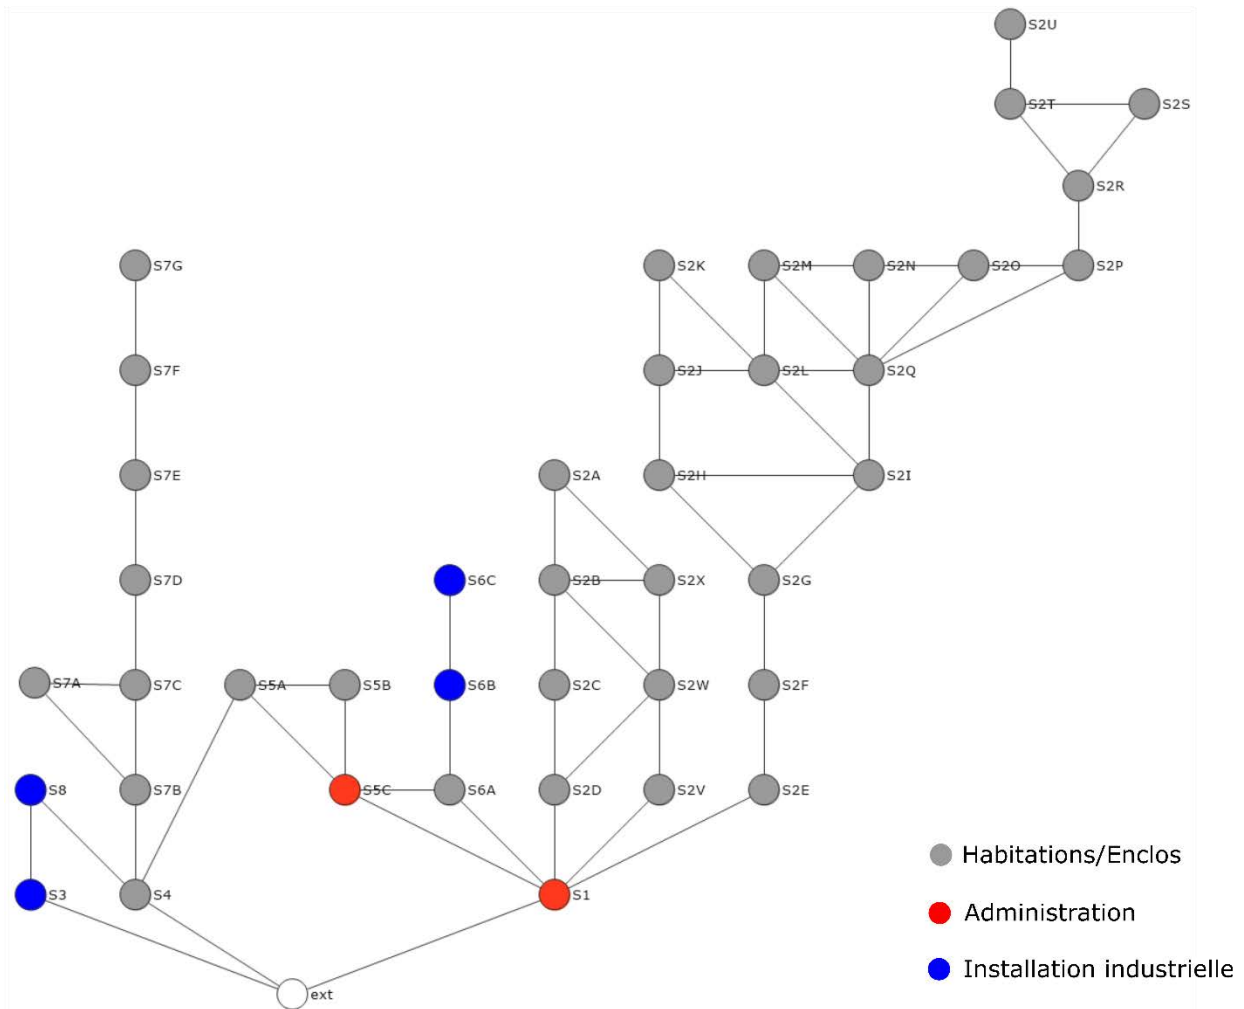 S2U
S2T
S2S
S2R
S7G
S2K
S2M
S2N
S2O
S2P
S7F
S2J
S2L
S2Q
S7E
S2A
S2H
S2I
S7D
S6C
S2B
S2X
S2G
S7A
S7C
S5A
S5B
S6B
S2C
S2W
S2F
S8
S7B
S5C
S6A
S2D
S2V
S2E
Habitations/Enclos
S3
S4
S1
Administration
Installation industrielle
ext